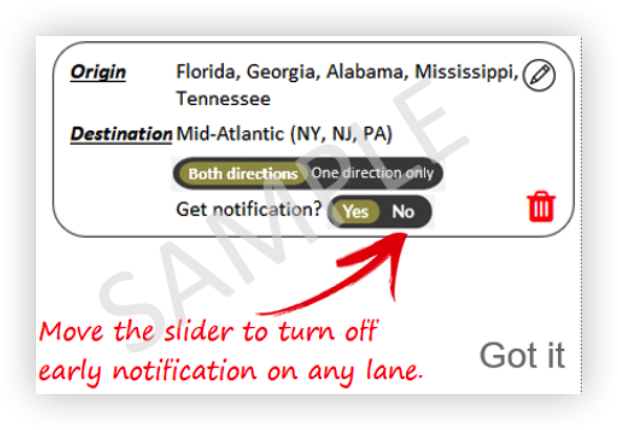 Origin Florida, Georgia, Alabama, Mississippi,
Tennessee
Destination Mid-Atlantic (NY, NJ, PA)
Both directions One direction only
Get notification? Yes No
SAMPLE
Move the slider to turn off
early notification on any lane.
Got it